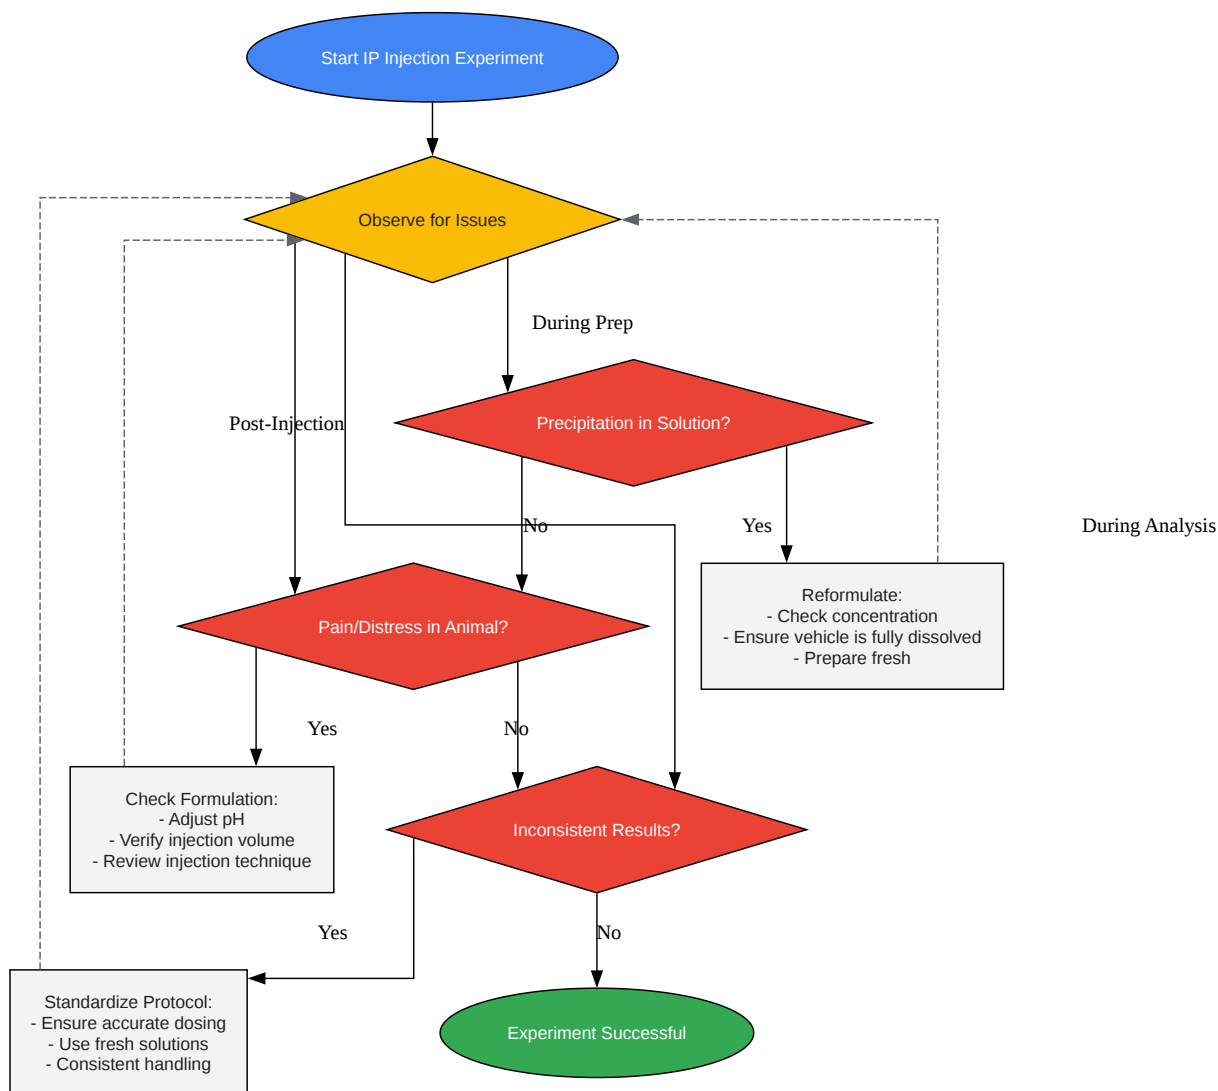 Start IP Injection Experiment
Observe for Issues
During Prep
Post-Injection
Precipitation in Solution?
No
Yes
During Analysis
Reformulate:
- Check concentration
- Ensure vehicle is fully dissolved
- Prepare fresh
Pain/Distress in Animal?
Yes
No
Check Formulation:
- Adjust pH
- Verify injection volume
- Review injection technique
Inconsistent Results?
Yes
No
Standardize Protocol:
- Ensure accurate dosing
- Use fresh solutions
- Consistent handling
Experiment Successful